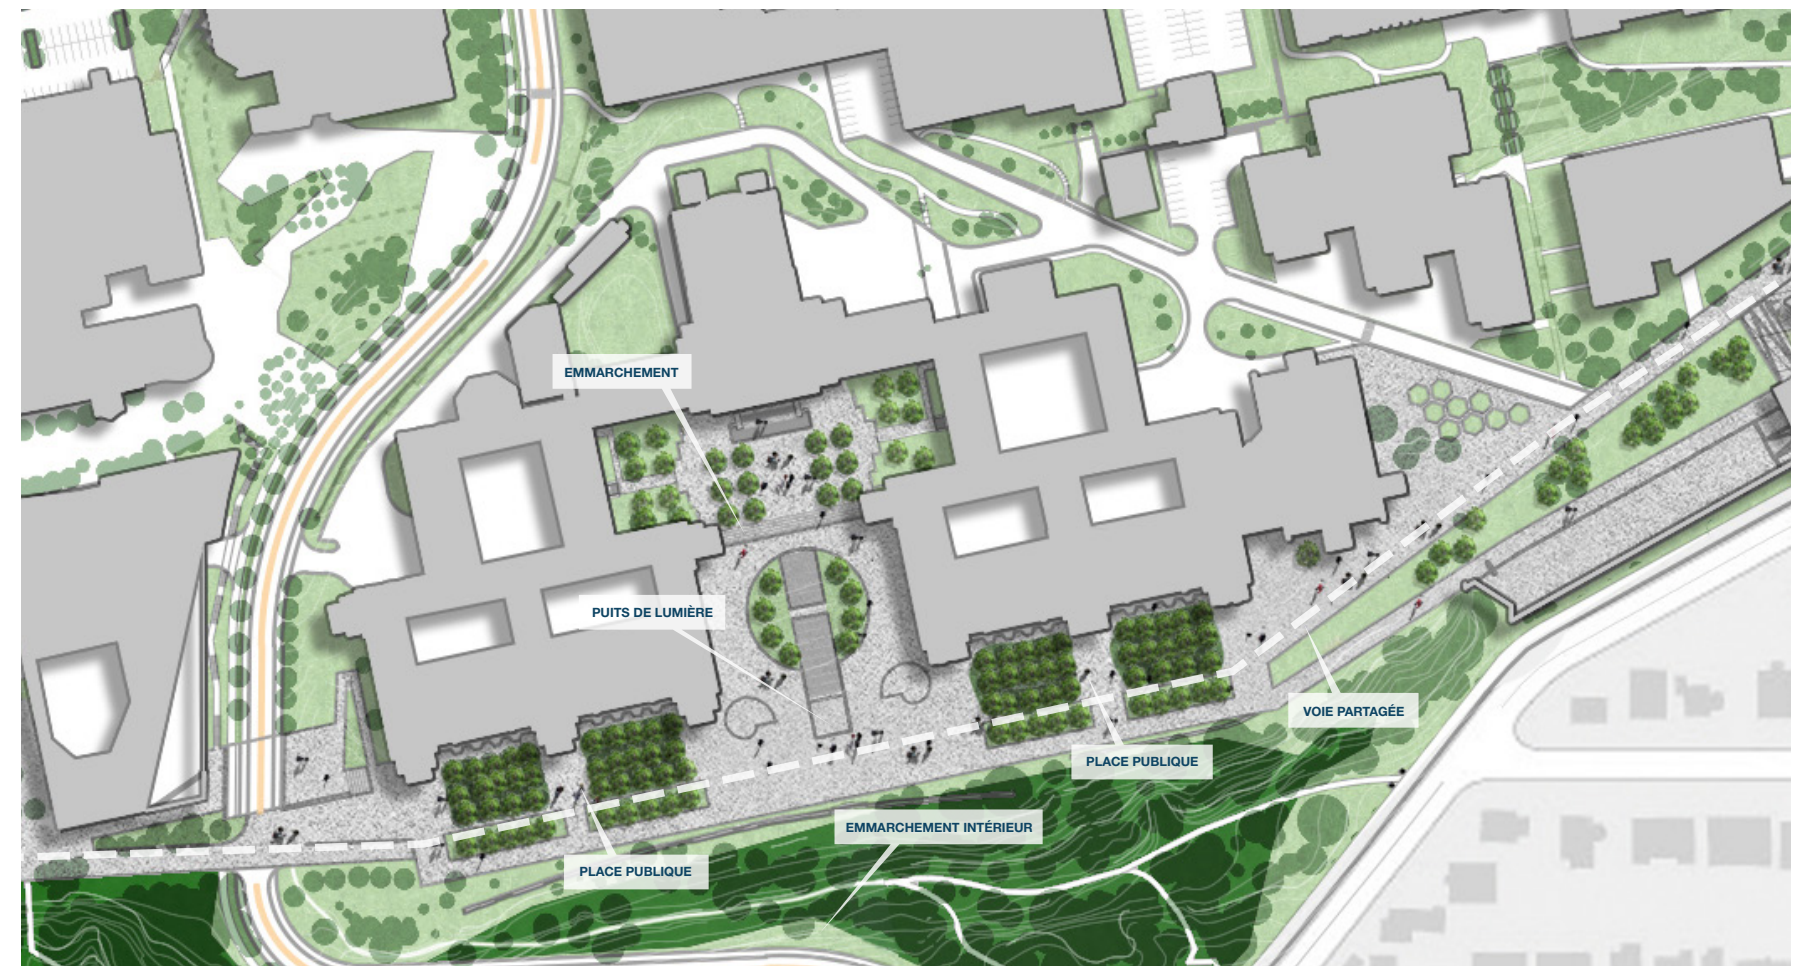 EMMARCHEMENT
PUITS DE LUMIÈRE
VOIE PARTAGÉE
PLACE PUBLIQUE
EMMARCHEMENT INTÉRIEUR
PLACE PUBLIQUE